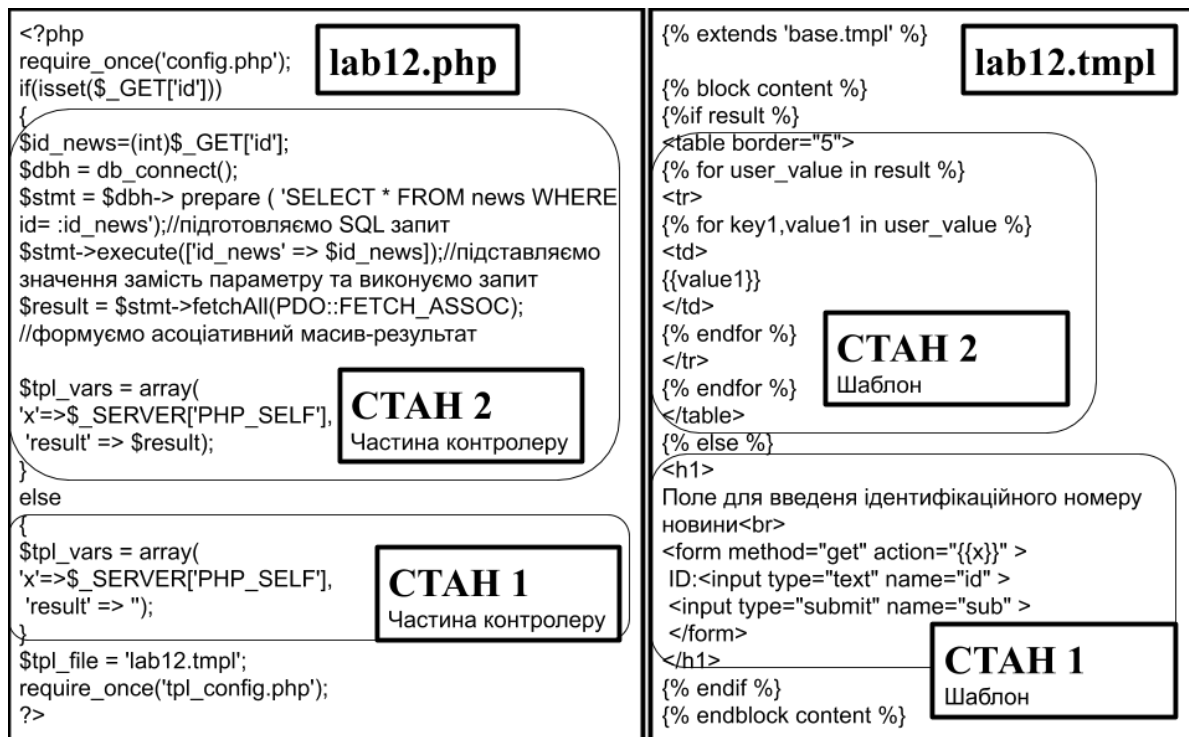 <?php
require_once('config.php');
if(isset($_GET['id']))
{
$id_news=(int)$_GET['id'];
$dbh = db_connect();
$stmt = $dbh-> prepare ( 'SELECT * FROM news WHERE
id= :id_news');//підготовляємо SQL запит
$stmt->execute(['id_news' => $id_news]);//підставляємо
значення замість параметру та виконуємо запит
$result = $stmt->fetchAll(PDO::FETCH_ASSOC);
//формуємо асоціативний масив-результат
$tpl_vars = array(
'x'=>$_SERVER['PHP_SELF'],
'result' => $result);
}
else
{
$tpl_vars = array(
'x'=>$_SERVER['PHP_SELF'],
'result' => '');
}
$tpl_file = 'lab12.tmpl';
require_once('tpl_config.php');
?>
lab12.php
СТАН 2
Частина контролеру
СТАН 1
Частина контролеру
{% extends 'base.tmpl' %}
{% block content %}
{%if result %}
<table border="5">
{% for user_value in result %}
<tr>
{% for key1,value1 in user_value %}
<td>
{{value1}}
</td>
{% endfor %}
</tr>
{% endfor %}
</table>
{% else %}
<h1>
Поле для введеня ідентифікаційного номеру
новини<br>
<form method="get" action="{{x}}" >
ID:<input type="text" name="id" >
<input type="submit" name="sub" >
</form>
</h1>
{% endif %}
{% endblock content %}
lab12.tmpl
СТАН 2
Шаблон
СТАН 1
Шаблон